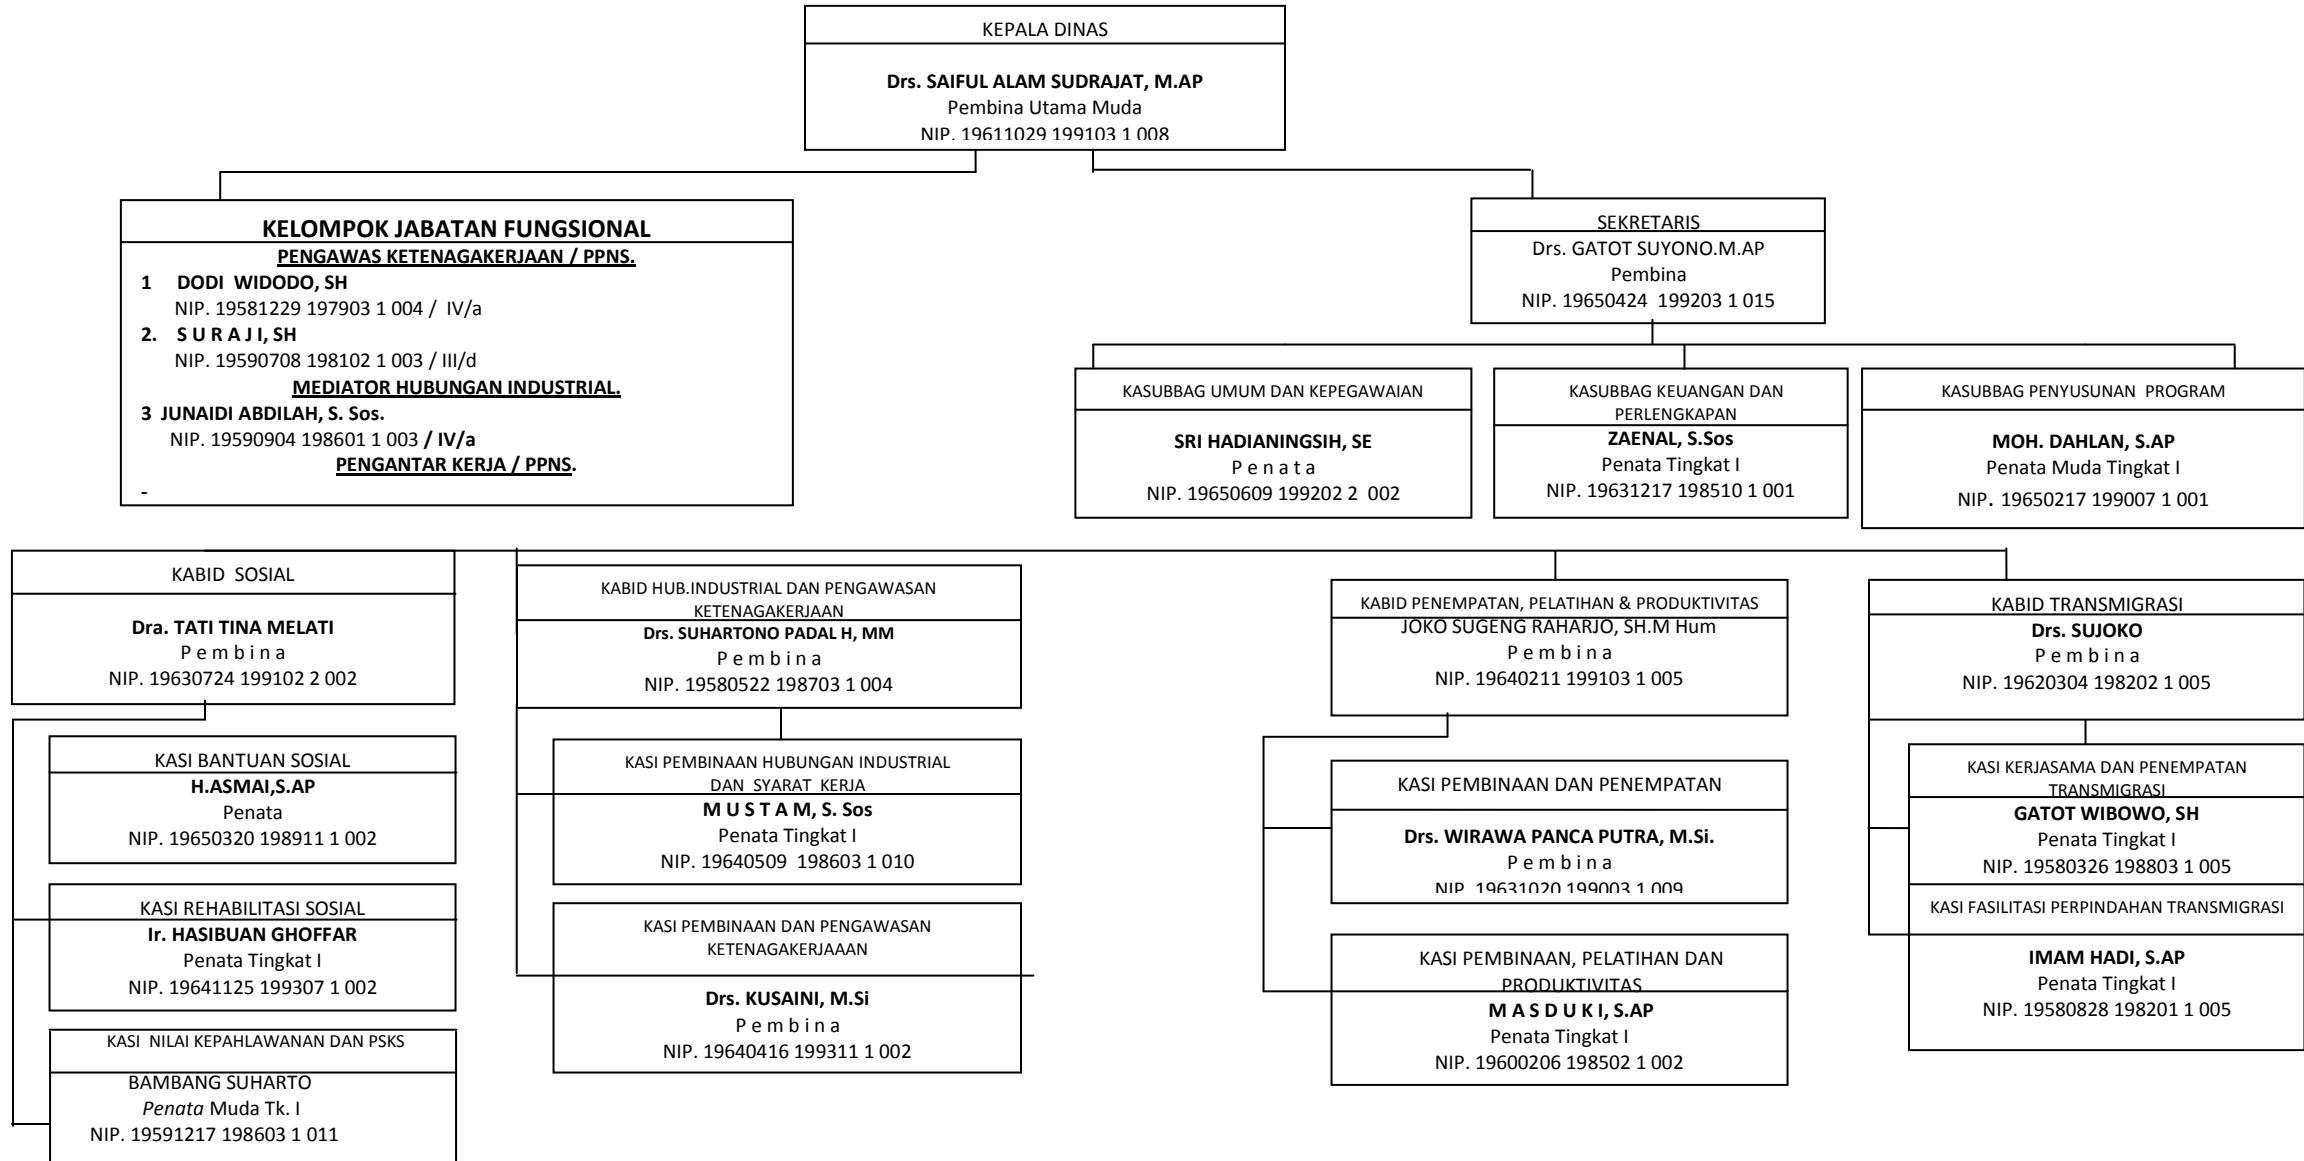 KEPALA DINAS
Drs. SAIFUL ALAM SUDRAJAT, M.AP
Pembina Utama Muda
NIP. 19611029 199103 1 008
KELOMPOK JABATAN FUNGSIONAL
PENGAWAS KETENAGAKERJAAN / PPNS.
1 DODI WIDODO, SH
NIP. 19581229 197903 1 004 / IV/a
2. S U R A J I, SH
NIP. 19590708 198102 1 003 / III/d
MEDIATOR HUBUNGAN INDUSTRIAL.
3 JUNAIDI ABDILAH, S. Sos.
NIP. 19590904 198601 1 003 / IV/a
PENGANTAR KERJA / PPNS.
-
SEKRETARIS
Drs. GATOT SUYONO.M.AP
Pembina
NIP. 19650424 199203 1 015
KASUBBAG UMUM DAN KEPEGAWAIAN
SRI HADIANINGSIH, SE
P e n a t a
NIP. 19650609 199202 2 002
KASUBBAG KEUANGAN DAN
PERLENGKAPAN
ZAENAL, S.Sos
Penata Tingkat I
NIP. 19631217 198510 1 001
KASUBBAG PENYUSUNAN PROGRAM
MOH. DAHLAN, S.AP
Penata Muda Tingkat I
NIP. 19650217 199007 1 001
KABID SOSIAL
Dra. TATI TINA MELATI
P e m b i n a
NIP. 19630724 199102 2 002
KASI BANTUAN SOSIAL
H.ASMAI,S.AP
Penata
NIP. 19650320 198911 1 002
KASI REHABILITASI SOSIAL
Ir. HASIBUAN GHOFFAR
Penata Tingkat I
NIP. 19641125 199307 1 002
KASI NILAI KEPAHLAWANAN DAN PSKS
BAMBANG SUHARTO
Penata Muda Tk. I
NIP. 19591217 198603 1 011
KABID HUB.INDUSTRIAL DAN PENGAWASAN
KETENAGAKERJAAN
Drs. SUHARTONO PADAL H, MM
P e m b i n a
NIP. 19580522 198703 1 004
KASI PEMBINAAN HUBUNGAN INDUSTRIAL
DAN SYARAT KERJA
M U S T A M, S. Sos
Penata Tingkat I
NIP. 19640509 198603 1 010
KASI PEMBINAAN DAN PENGAWASAN
KETENAGAKERJAAAN
Drs. KUSAINI, M.Si
P e m b i n a
NIP. 19640416 199311 1 002
KABID PENEMPATAN, PELATIHAN & PRODUKTIVITAS
JOKO SUGENG RAHARJO, SH.M Hum
P e m b i n a
NIP. 19640211 199103 1 005
KASI PEMBINAAN DAN PENEMPATAN
Drs. WIRAWA PANCA PUTRA, M.Si.
P e m b i n a
NIP. 19631020 199003 1 009
KASI PEMBINAAN, PELATIHAN DAN
PRODUKTIVITAS
M A S D U K I, S.AP
Penata Tingkat I
NIP. 19600206 198502 1 002
KABID TRANSMIGRASI
Drs. SUJOKO
P e m b i n a
NIP. 19620304 198202 1 005
KASI KERJASAMA DAN PENEMPATAN
TRANSMIGRASI
GATOT WIBOWO, SH
Penata Tingkat I
NIP. 19580326 198803 1 005
KASI FASILITASI PERPINDAHAN TRANSMIGRASI
IMAM HADI, S.AP
Penata Tingkat I
NIP. 19580828 198201 1 005